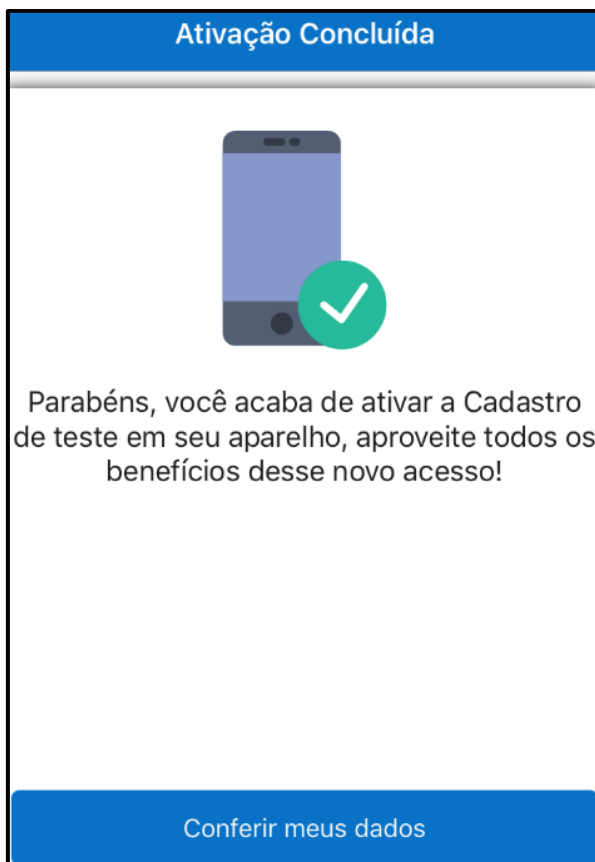 Ativação Concluída
Parabéns, você acaba de ativar a Cadastro
de teste em seu aparelho, aproveite todos os
benefícios desse novo acesso!
Conferir meus dados